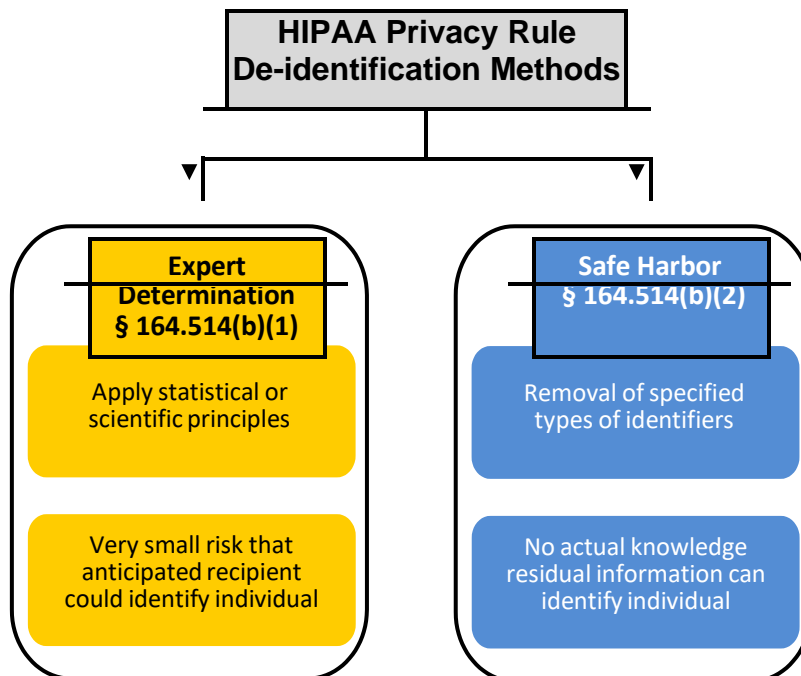 HIPAA Privacy Rule
De-identification Methods
Expert
Determination
§ 164.514(b)(1)
Apply statistical or
scientific principles
Very small risk that
anticipated recipient
could identify individual
Safe Harbor
§ 164.514(b)(2)
Removal of specified
types of identifiers
No actual knowledge
residual information can
identify individual